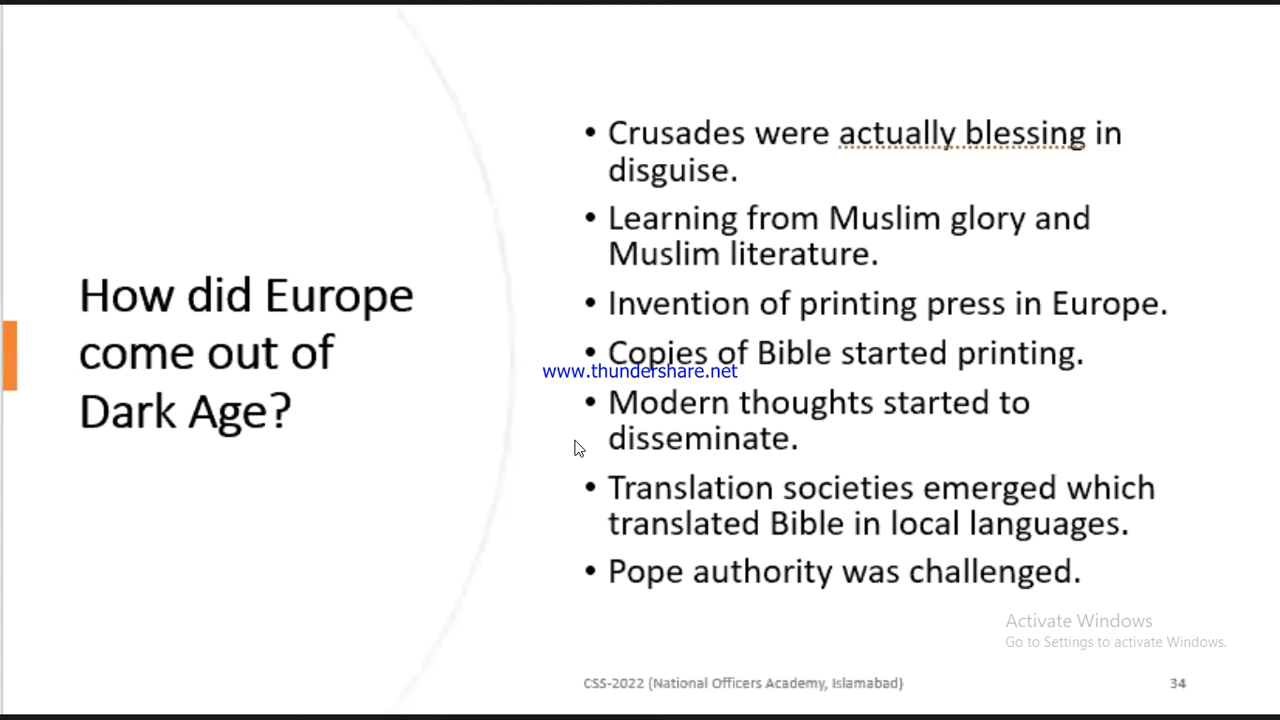 How did Europe
come out of
Dark Age?
• Crusades were actually blessing in
disguise.
• Learning from Muslim glory and
Muslim literature.
• Invention of printing press in Europe.
• Copies of Bible started printing.
www.thundershare.net
• Modern thoughts started to
disseminate.
• Translation societies emerged which
translated Bible in local languages.
• Pope authority was challenged.
Activate Windows
Go to Settings to activate Windows.
CSS-2022 (National Officers Academy, Islamabad)
34